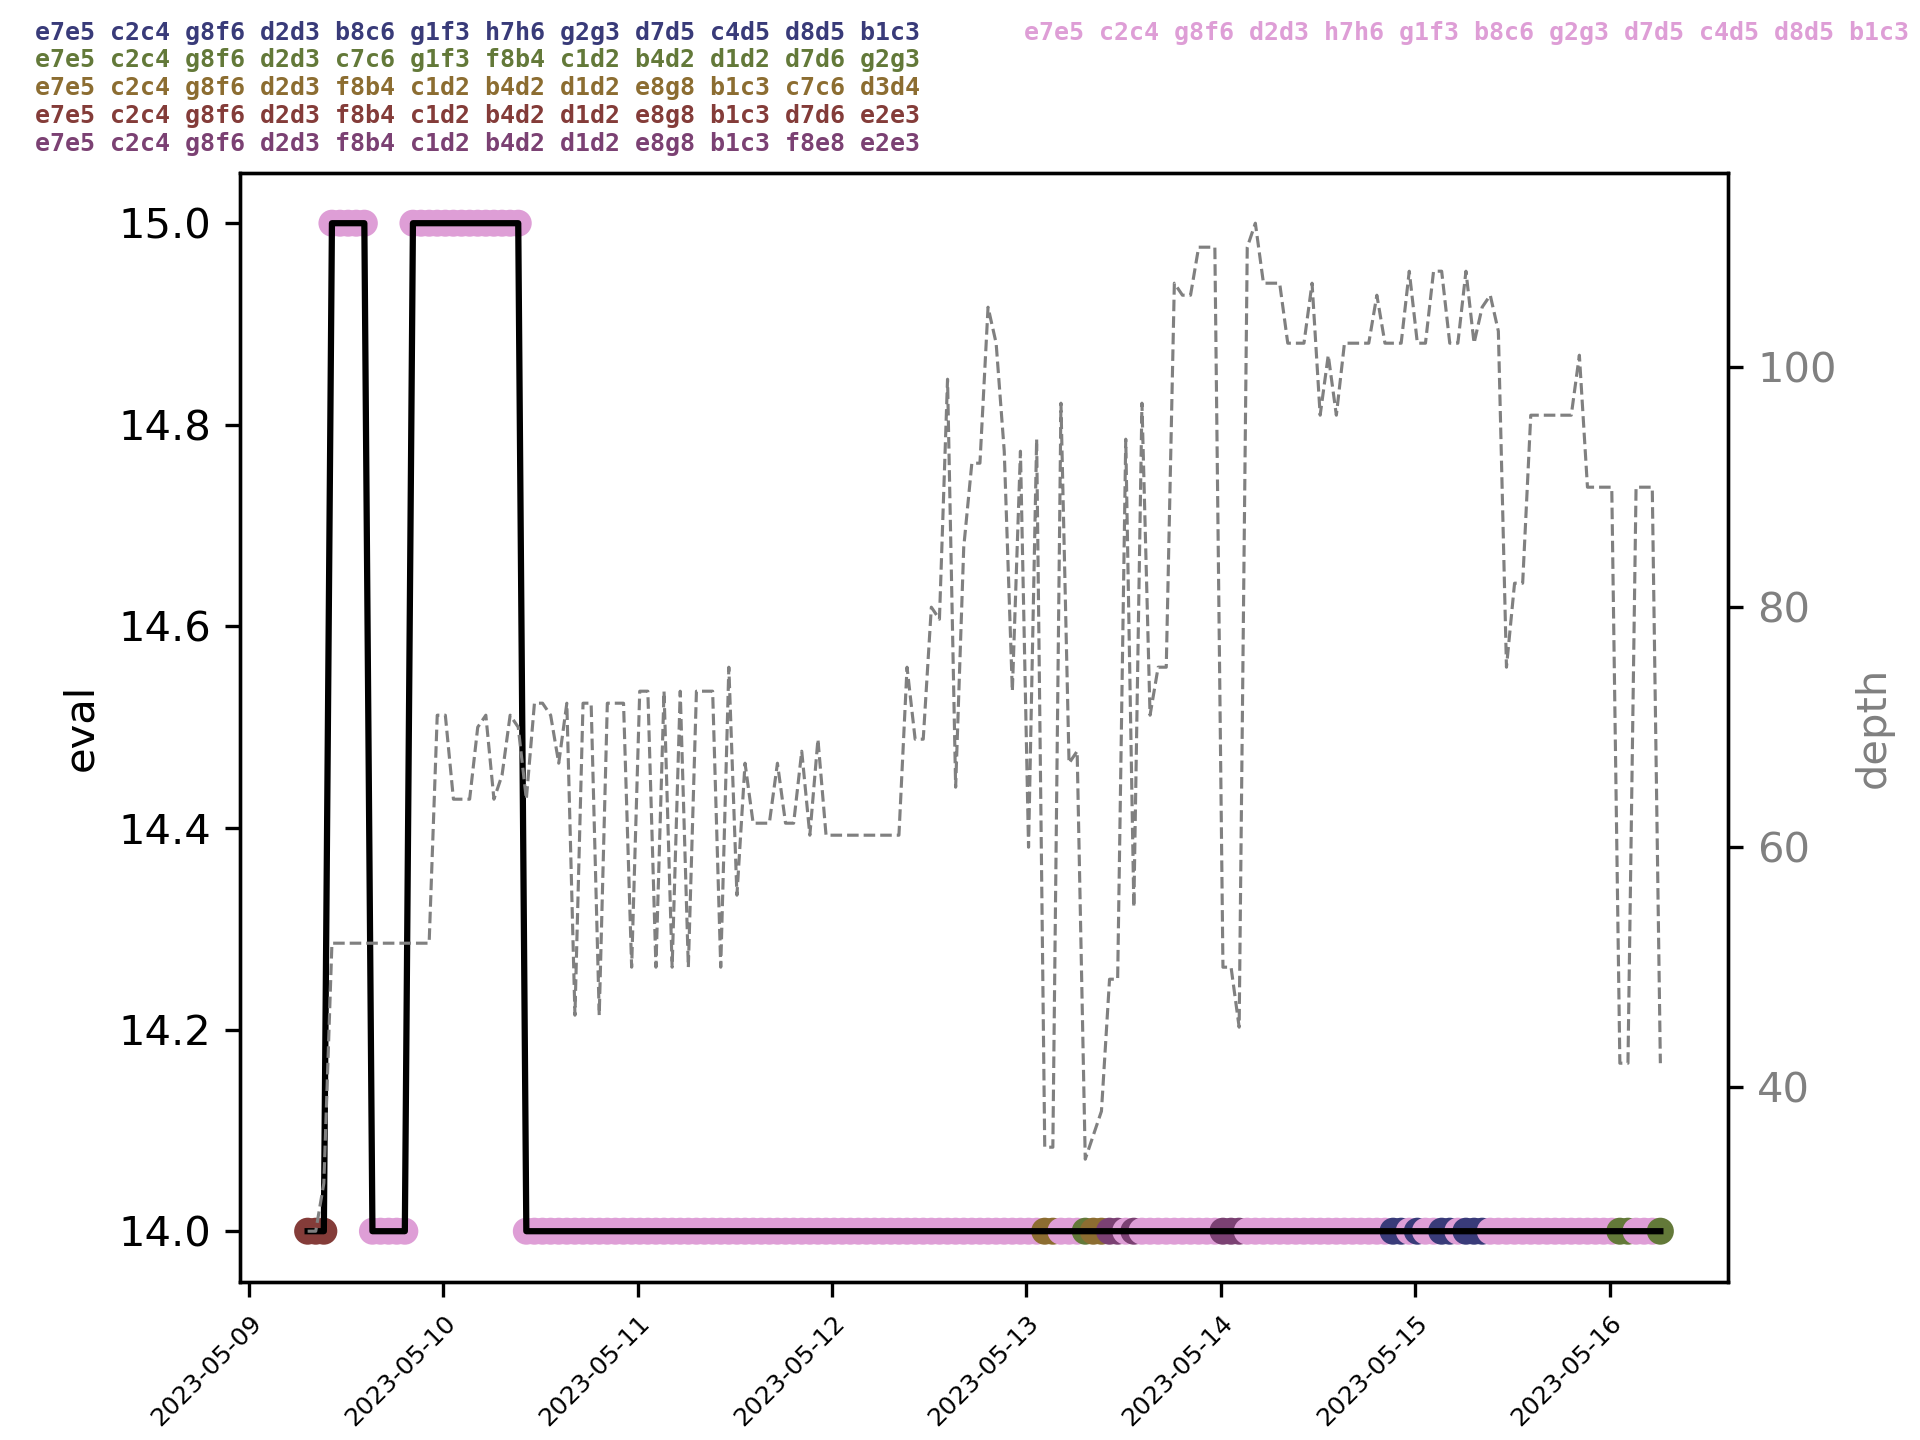 e7e5 c2c4 g8f6 d2d3 b8c6 g1f3 h7h6 g2g3 d7d5 c4d5 d8d5 b1c3
e7e5 c2c4 g8f6 d2d3 c7c6 g1f3 f8b4 c1d2 b4d2 d1d2 d7d6 g2g3
e7e5 c2c4 g8f6 d2d3 f8b4 c1d2 b4d2 d1d2 e8g8 b1c3 c7c6 d3d4
e7e5 c2c4 g8f6 d2d3 f8b4 c1d2 b4d2 d1d2 e8g8 b1c3 d7d6 e2e3
e7e5 c2c4 g8f6 d2d3 f8b4 c1d2 b4d2 d1d2 e8g8 b1c3 f8e8 e2e3
e7e5 c2c4 g8f6 d2d3 h7h6 g1f3 b8c6 g2g3 d7d5 c4d5 d8d5 b1c3
15.0
14.8
14.6
14.4
14.2
14.0
eval
100
80
60
40
depth
2023-05-09
2023-05-10
2023-05-11
2023-05-12
2023-05-13
2023-05-14
2023-05-15
2023-05-16